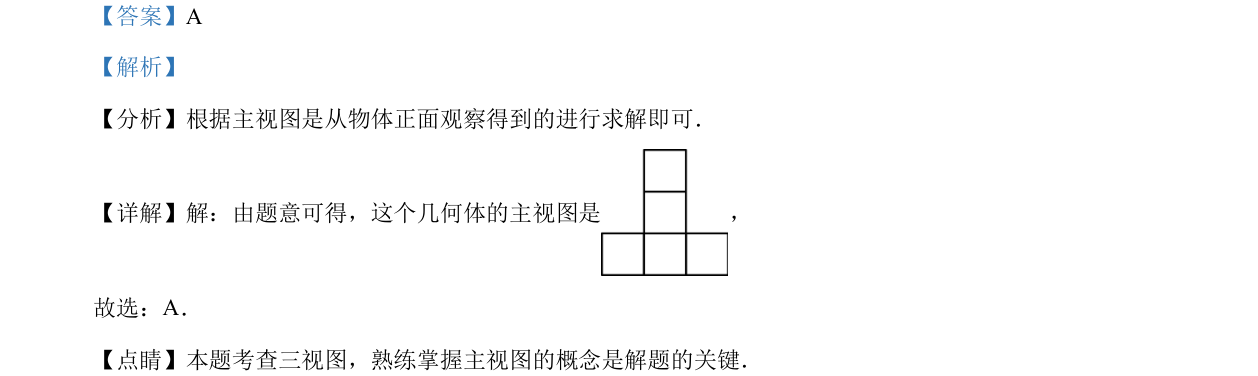 【答案】A
【解析】
【分析】根据主视图是从物体正面观察得到的进行求解即可．
【详解】解：由题意可得，这个几何体的主视图是，
故选：A．
【点睛】本题考查三视图，熟练掌握主视图的概念是解题的关键．